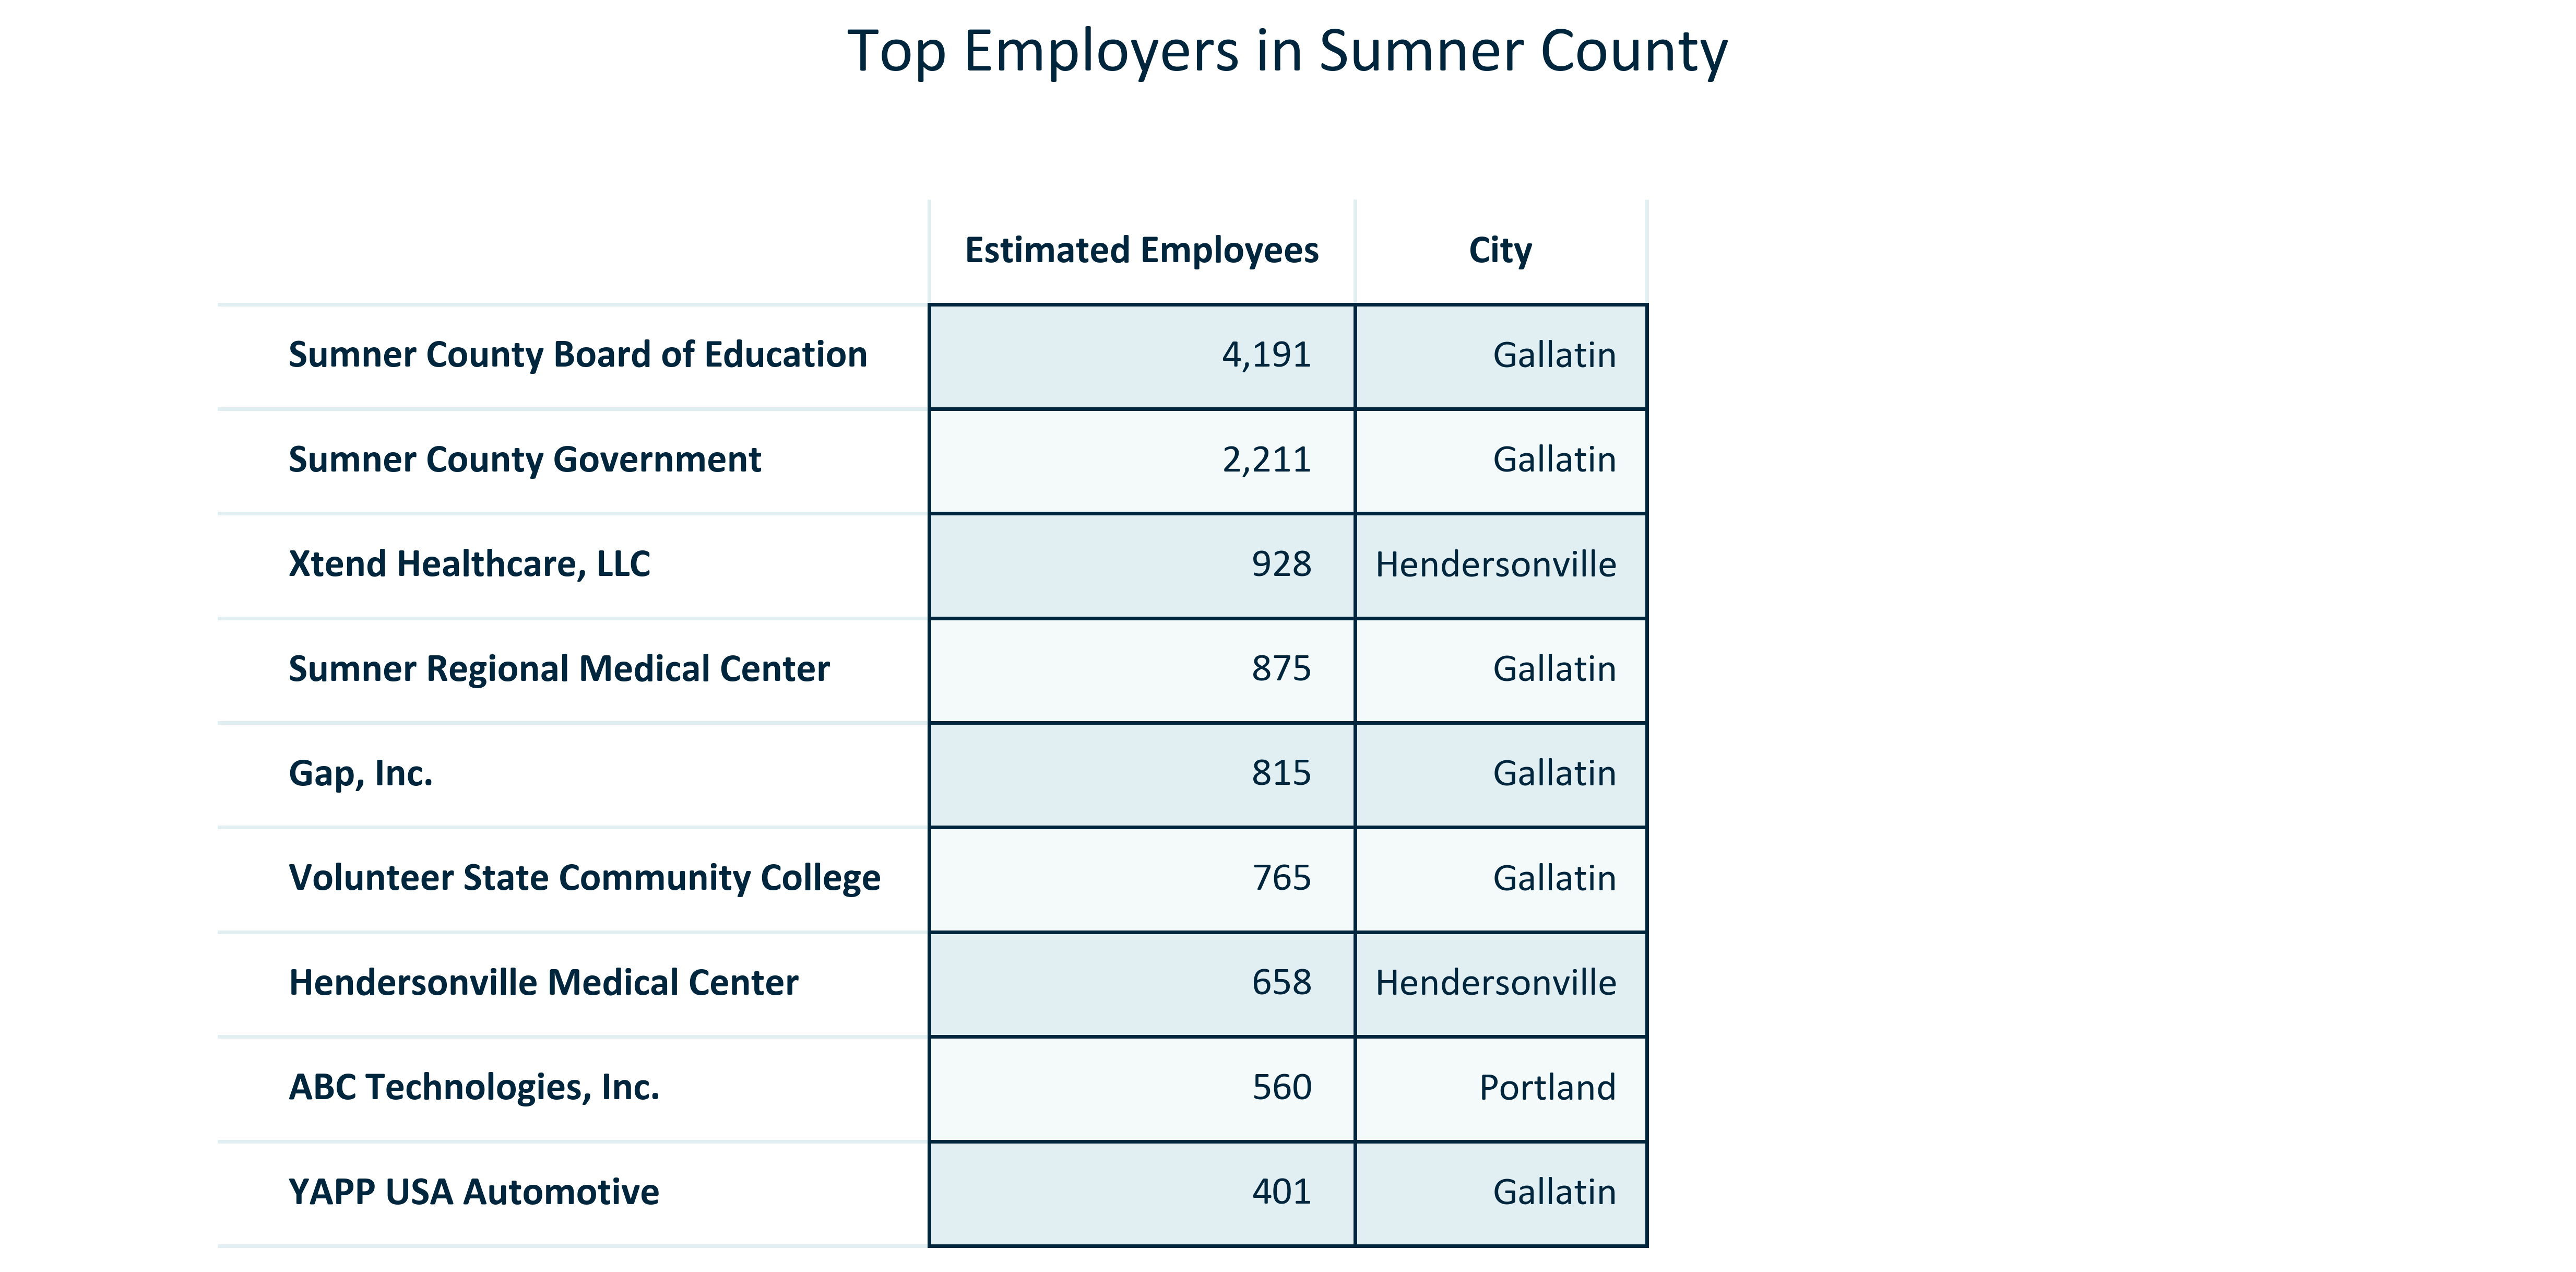 Top Employers in Sumner County
Estimated Employees City
Sumner County Board of Education 4,191 Gallatin
Sumner County Government 2,211 Gallatin
Xtend Healthcare, LLC 928 Hendersonville
Sumner Regional Medical Center 875 Gallatin
Gap, Inc. 815 Gallatin
Volunteer State Community College 765 Gallatin
Hendersonville Medical Center 658 Hendersonville
ABC Technologies, Inc. 560 Portland
YAPP USA Automotive 401 Gallatin